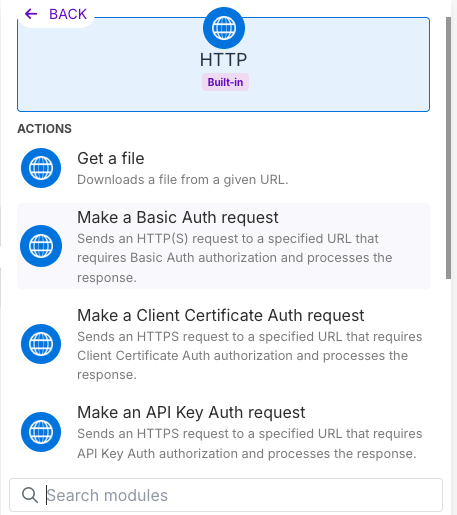 BACK
HTTP
Built-in
ACTIONS
Get a file
Downloads a file from a given URL.
Make a Basic Auth request
Sends an HTTP(S) request to a specified URL that
requires Basic Auth authorization and processes the
response.
Make a Client Certificate Auth request
Sends an HTTPS request to a specified URL that requires
Client Certificate Auth authorization and processes the
response.
Make an API Key Auth request
Sends an HTTPS request to a specified URL that requires
API Key Auth authorization and processes the response.
Search modules